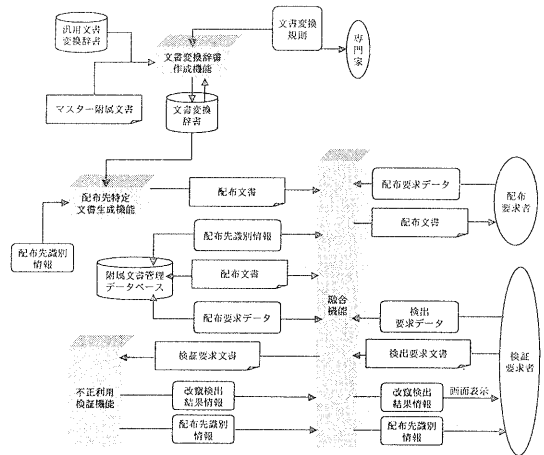 汎用文書
変換辞書
文書変換
規則
専門家
文書変換辞書
作成機能
マスター附属文書
文書変換
辞書
配布先特定
文書生成機能
配布文書
配布要求データ
配布
要求者
配布文書
配布先識別情報
配布先識別
情報
附属文書管理
データベース
配布文書
融合
機能
配布要求データ
検出
要求データ
検証要求文書
検出要求文書
検証
要求者
不正利用
検証機能
改竄検出
結果情報
改竄検出
結果情報
画面表示
配布先識別
情報
配布先識別
情報